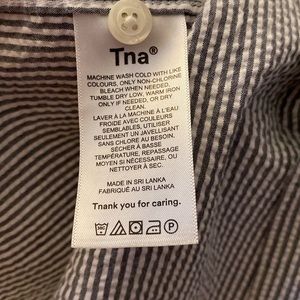 Tna®
MACHINE WASH COLD WITH LIKE
COLOURS, ONLY NON-CHLORINE
BLEACH WHEN NEEDED,
TUMBLE DRY LOW, WARM IRON
ONLY IF NEEDED, OR DRY
CLEAN.
LAVER À LA MACHINE À L'EAU
FROIDE AVEC COULEURS
SEMBLABLES, UTILISER
SEULEMENT UN JAVELLISANT
SANS CHLORE AU BESOIN,
SÉCHER À BASSE
TEMPÉRATURE, REPASSAGE
MOYEN SI NÉCESSAIRE, OU
NETTOYER À SEC.
MADE IN SRI LANKA
FABRIQUÉ AU SRI LANKA
Tnank you for caring.